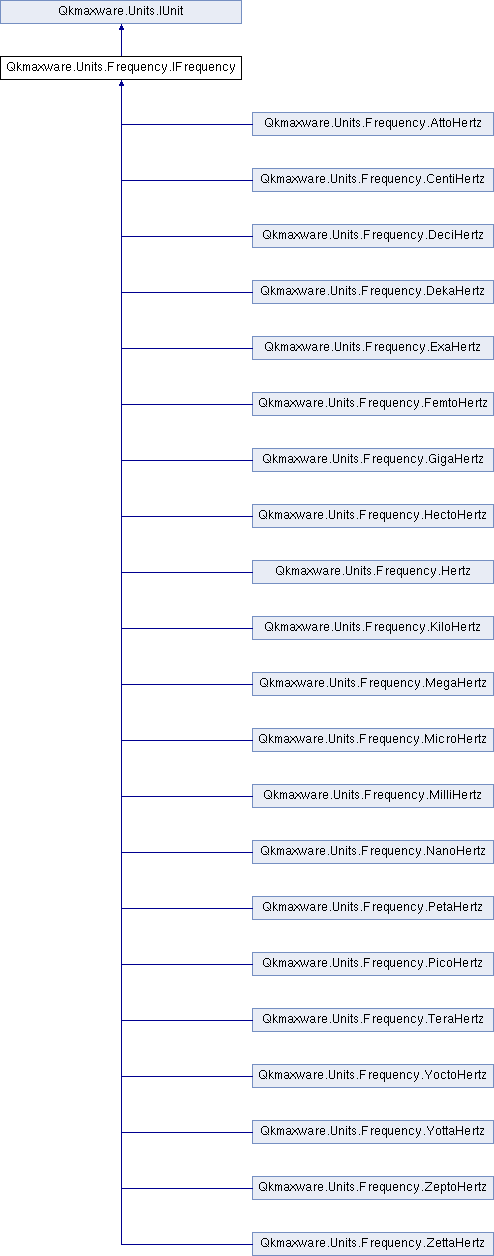 Qkmaxware.Units.IUnit
Qkmaxware.Units.Frequency.IFrequency
Qkmaxware.Units.Frequency.AttoHertz
Qkmaxware.Units.Frequency.CentiHertz
Qkmaxware.Units.Frequency.DeciHertz
Qkmaxware.Units.Frequency.DekaHertz
Qkmaxware.Units.Frequency.ExaHertz
Qkmaxware.Units.Frequency.FemtoHertz
Qkmaxware.Units.Frequency.GigaHertz
Qkmaxware.Units.Frequency.HectoHertz
Qkmaxware.Units.Frequency.Hertz
Qkmaxware.Units.Frequency.KiloHertz
Qkmaxware.Units.Frequency.MegaHertz
Qkmaxware.Units.Frequency.MicroHertz
Qkmaxware.Units.Frequency.MilliHertz
Qkmaxware.Units.Frequency.NanoHertz
Qkmaxware.Units.Frequency.PetaHertz
Qkmaxware.Units.Frequency.PicoHertz
Qkmaxware.Units.Frequency.TeraHertz
Qkmaxware.Units.Frequency.YoctoHertz
Qkmaxware.Units.Frequency.YottaHertz
Qkmaxware.Units.Frequency.ZeptoHertz
Qkmaxware.Units.Frequency.ZettaHertz